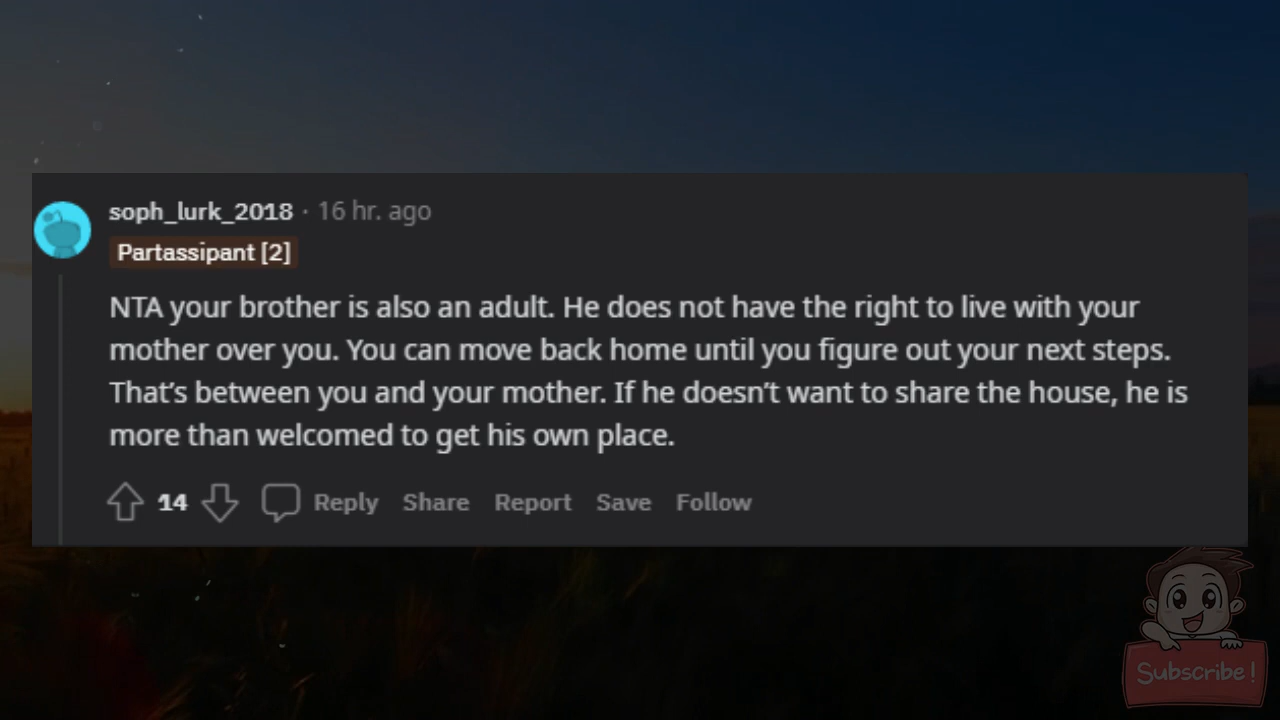 soph_lurk_2018 · 16 hr. ago
Partassipant [2]
NTA your brother is also an adult. He does not have the right to live with your
mother over you. You can move back home until you figure out your next steps.
That’s between you and your mother. If he doesn’t want to share the house, he is
more than welcomed to get his own place.
14 Reply Share Report Save Follow
Subscribe!